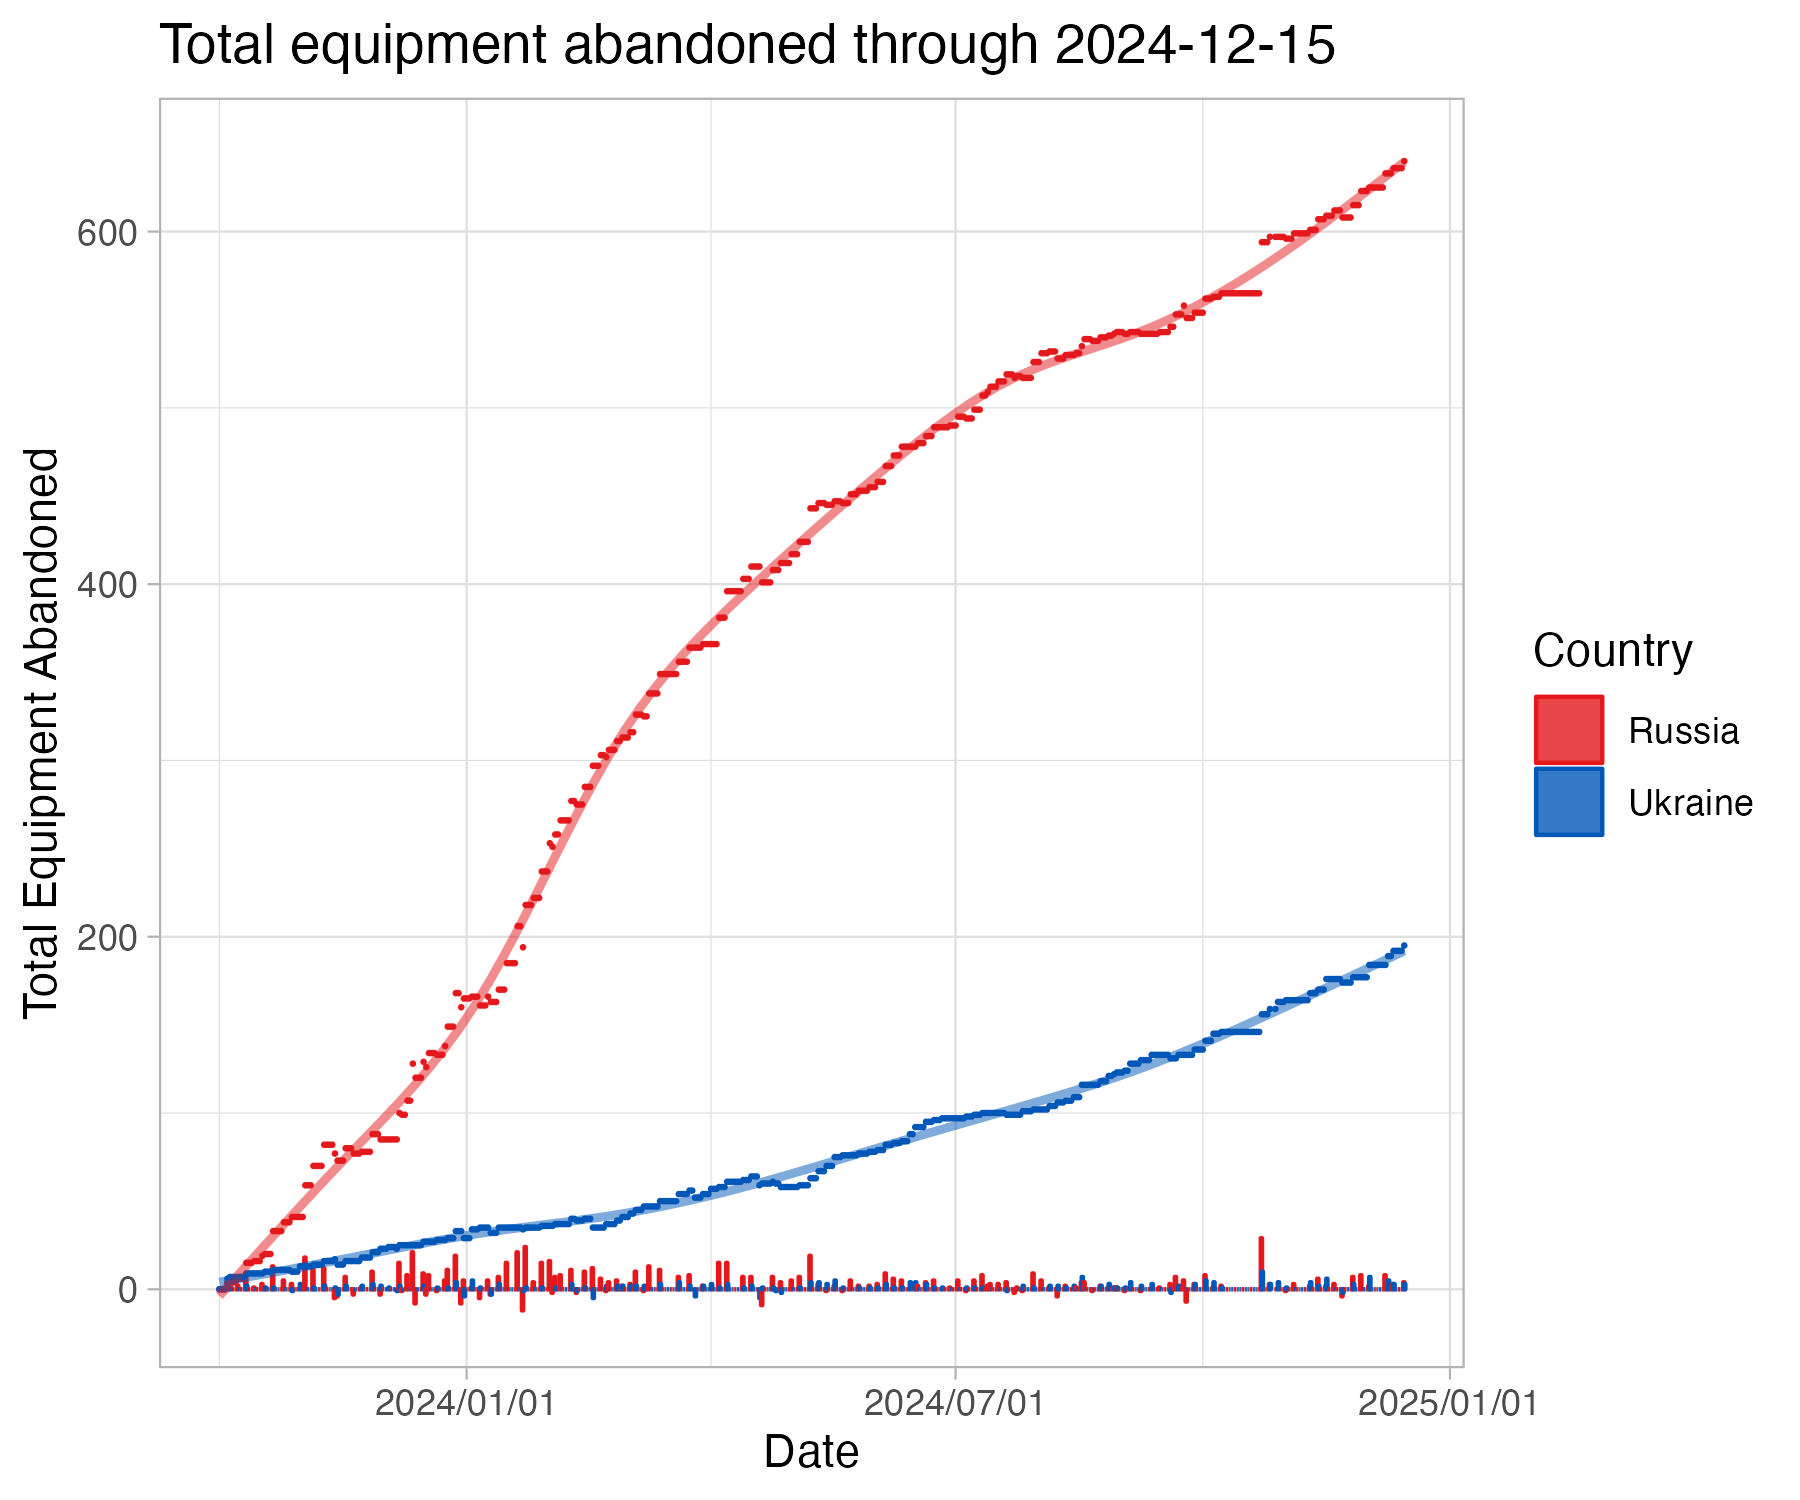 Total equipment abandoned through 2024-12-15
Total Equipment Abandoned
600
400
200
0
2024/01/01
2024/07/01
2025/01/01
Date
Country
Russia
Ukraine